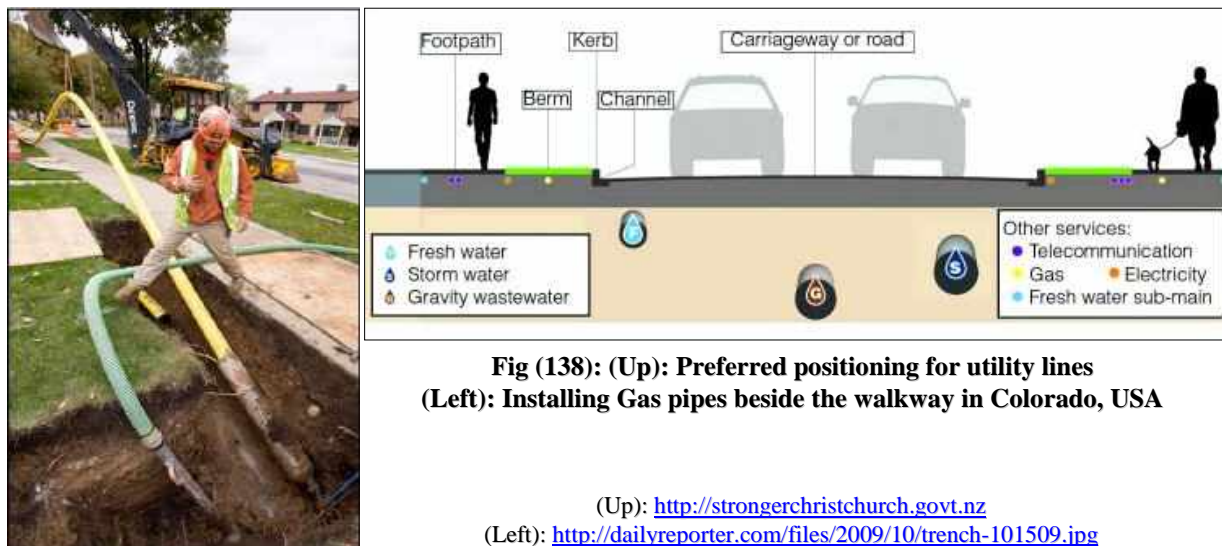 Footpath
Kerb
Carriageway or road
Berm
Channel
Fresh water
Storm water
Gravity wastewater
F
G
S
Other services:
Telecommunication
Gas
Electricity
Fresh water sub-main
Fig (138): (Up): Preferred positioning for utility lines
(Left): Installing Gas pipes beside the walkway in Colorado, USA
(Up): http://strongerchristchurch.govt.nz
(Left): http://dailyreporter.com/files/2009/10/trench-101509.jpg